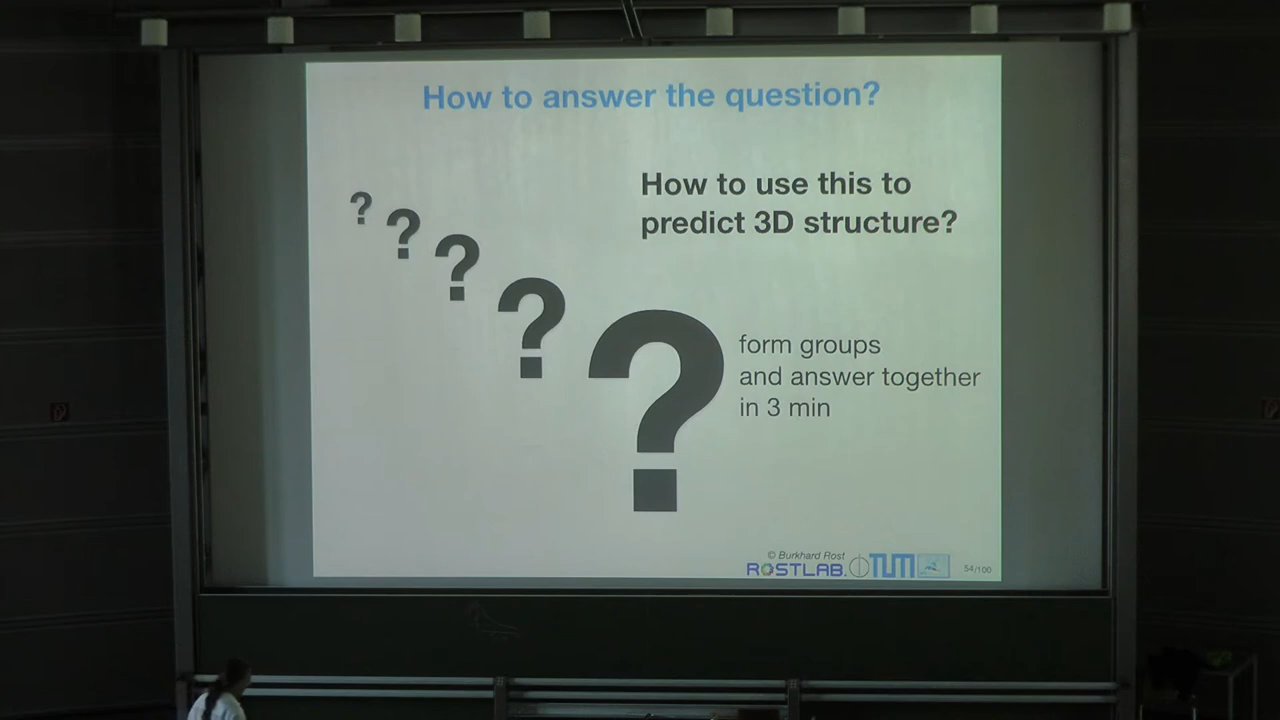 How to answer the question?
How to use this to
predict 3D structure?
? ? ? ? ?
form groups
and answer together
in 3 min
© Burkhard Rost
ROSTLAB. TUM
54/100